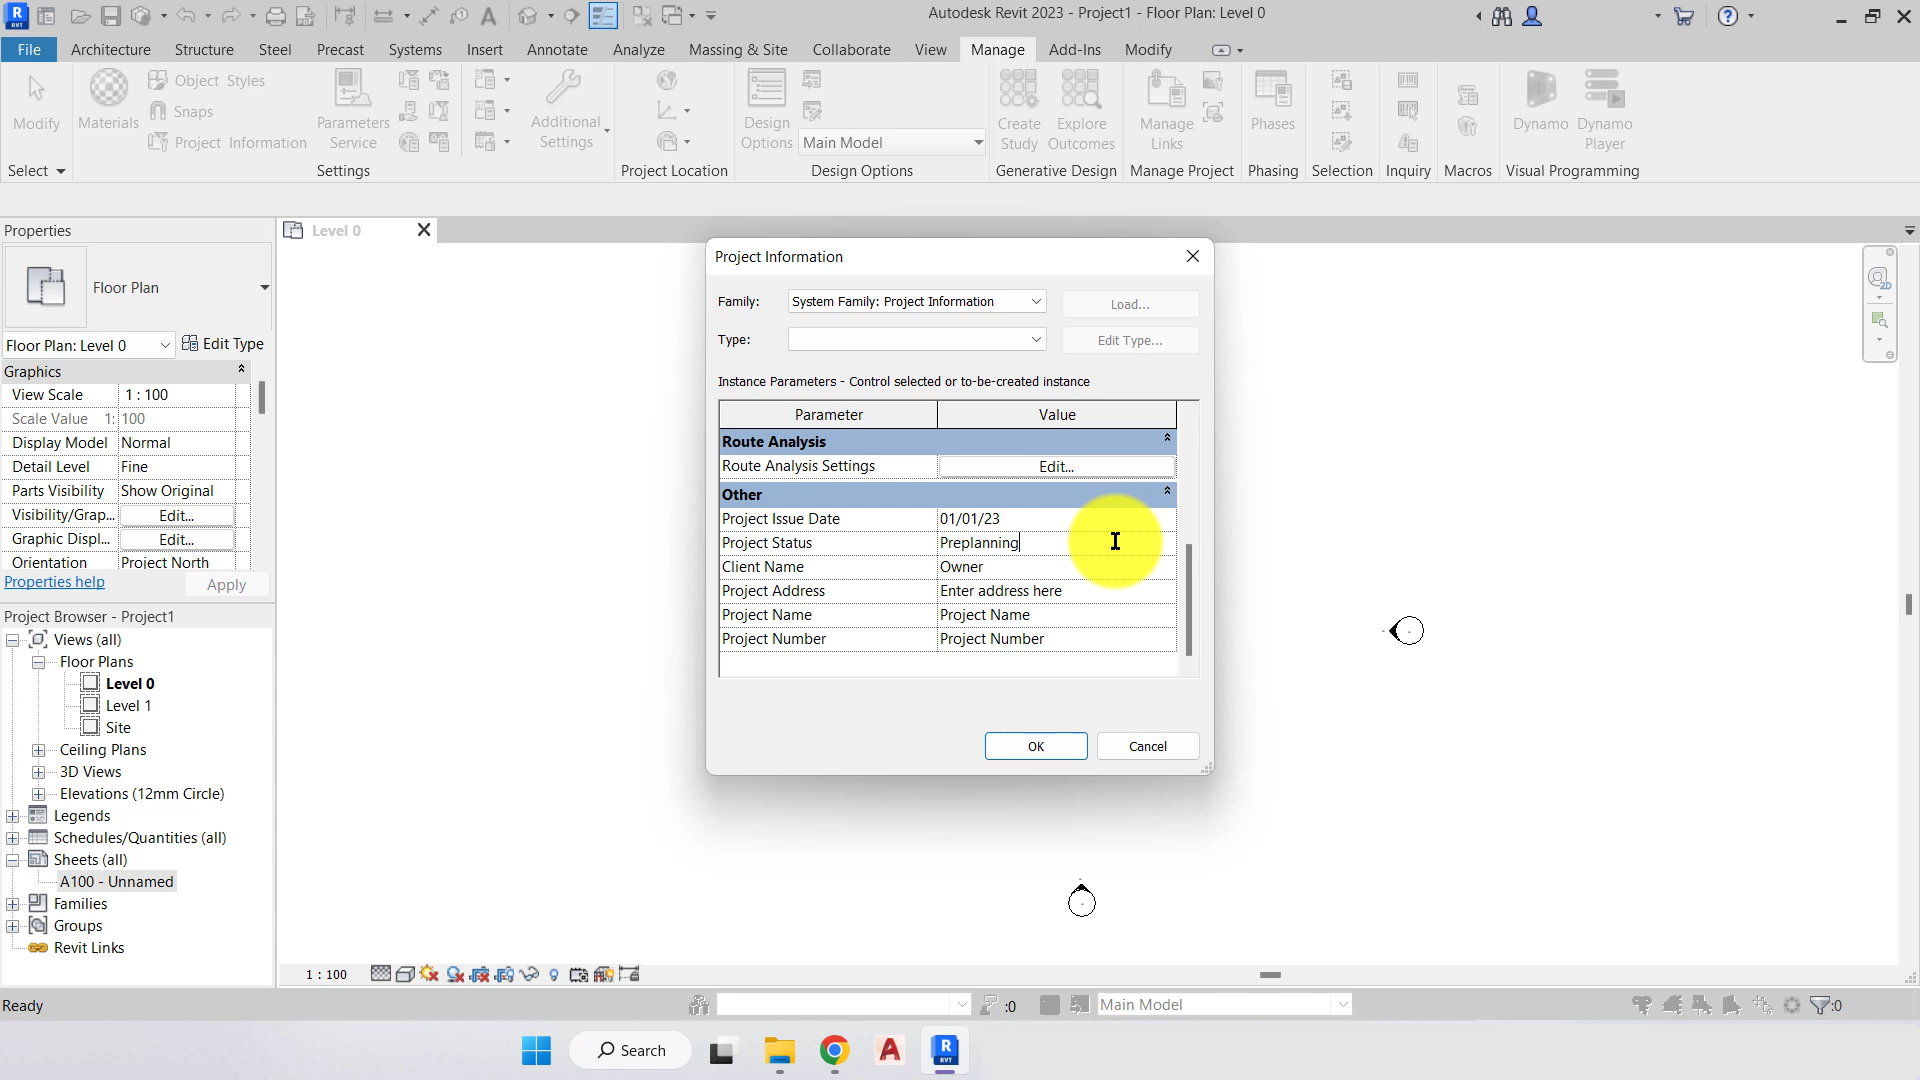 Autodesk Revit 2023 - Project1 - Floor Plan: Level 0
File Architecture Structure Steel Precast Systems Insert Annotate Analyze Massing & Site Collaborate View Manage Add-Ins Modify
Modify
Materials
Object Styles
Snaps
Project Information
Parameters Service
Additional Settings
Design Options
Main Model
Create Study
Explore Outcomes
Manage Links
Phases
Dynamo
Dynamo Player
Select Settings Project Location Design Options Generative Design Manage Project Phasing Selection Inquiry Macros Visual Programming
Properties
Floor Plan
Floor Plan: Level 0 Edit Type
Graphics
View Scale 1 : 100
Scale Value 1: 100
Display Model Normal
Detail Level Fine
Parts Visibility Show Original
Visibility/Grap... Edit...
Graphic Displ... Edit...
Orientation Project North
Properties help Apply
Project Browser - Project1
Views (all)
Floor Plans
Level 0
Level 1
Site
Ceiling Plans
3D Views
Elevations (12mm Circle)
Legends
Schedules/Quantities (all)
Sheets (all)
A100 - Unnamed
Families
Groups
Revit Links
Level 0
2D
Project Information
Family: System Family: Project Information Load...
Type: Edit Type...
Instance Parameters - Control selected or to-be-created instance
Parameter Value
Route Analysis
Route Analysis Settings Edit...
Other
Project Issue Date 01/01/23
Project Status Preplanning
Client Name Owner
Project Address Enter address here
Project Name Project Name
Project Number Project Number
OK Cancel
1 : 100
Ready :0 Main Model :0
Search